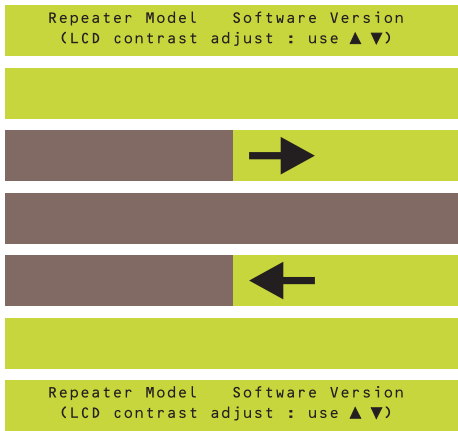 Repeater Model   Software Version
(LCD contrast adjust : use ▲ ▼)
Repeater Model   Software Version
(LCD contrast adjust : use ▲ ▼)